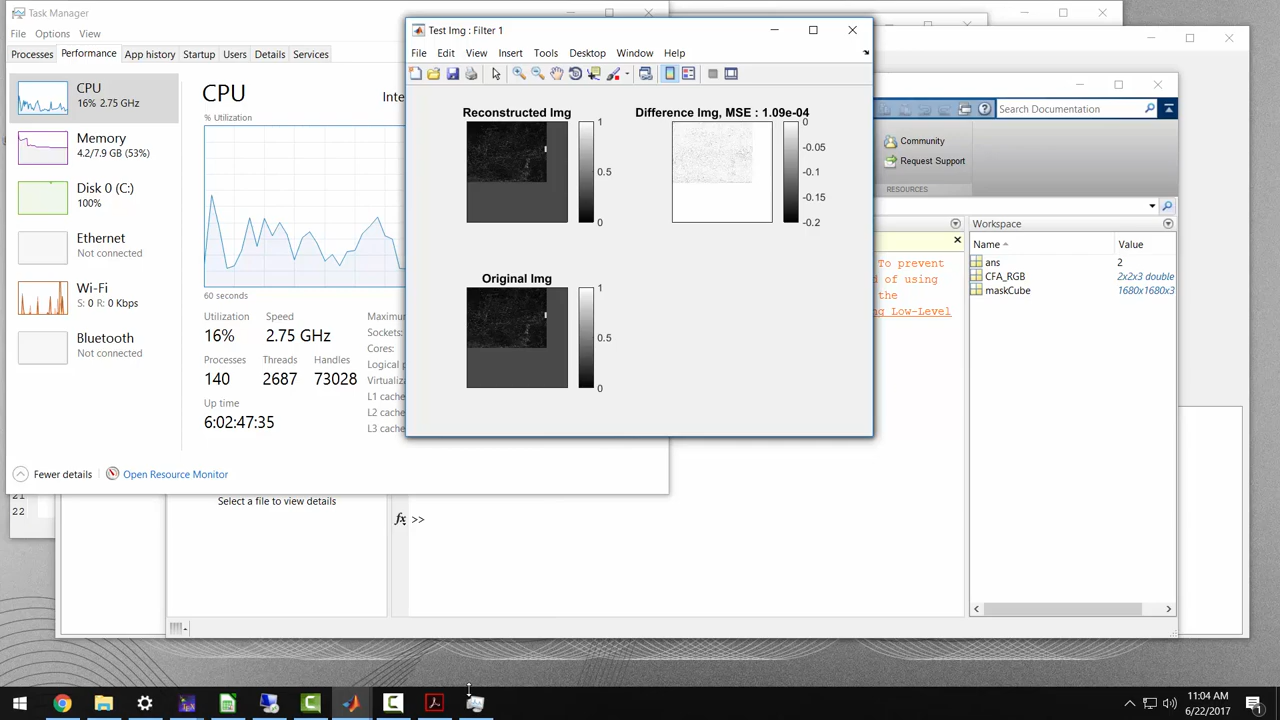 Task Manager
File Options View
Processes Performance App history Startup Users Details Services
CPU
16% 2.75 GHz
Memory
4.2/7.9 GB (53%)
Disk 0 (C:)
100%
Ethernet
Not connected
Wi-Fi
S: 0 R: 0 Kbps
Bluetooth
Not connected
CPU
Inte
% Utilization
60 seconds
Utilization Speed
16% 2.75 GHz
Processes Threads Handles
140 2687 73028
Up time
6:02:47:35
Maximum
Sockets:
Cores:
Logical p
Virtualiza
L1 cache
L2 cache
L3 cache
Fewer details Open Resource Monitor
21
22
Select a file to view details
Test Img : Filter 1
File Edit View Insert Tools Desktop Window Help
Reconstructed Img
1
0.5
0
Difference Img, MSE : 1.09e-04
0
-0.05
-0.1
-0.15
-0.2
Original Img
1
0.5
0
fx >>
Search Documentation
Community
Request Support
RESOURCES
To prevent
d of using
the
ng Low-Level
Workspace
Name Value
ans 2
CFA_RGB 2x2x3 double
maskCube 1680x1680x3
11:04 AM
6/22/2017
1